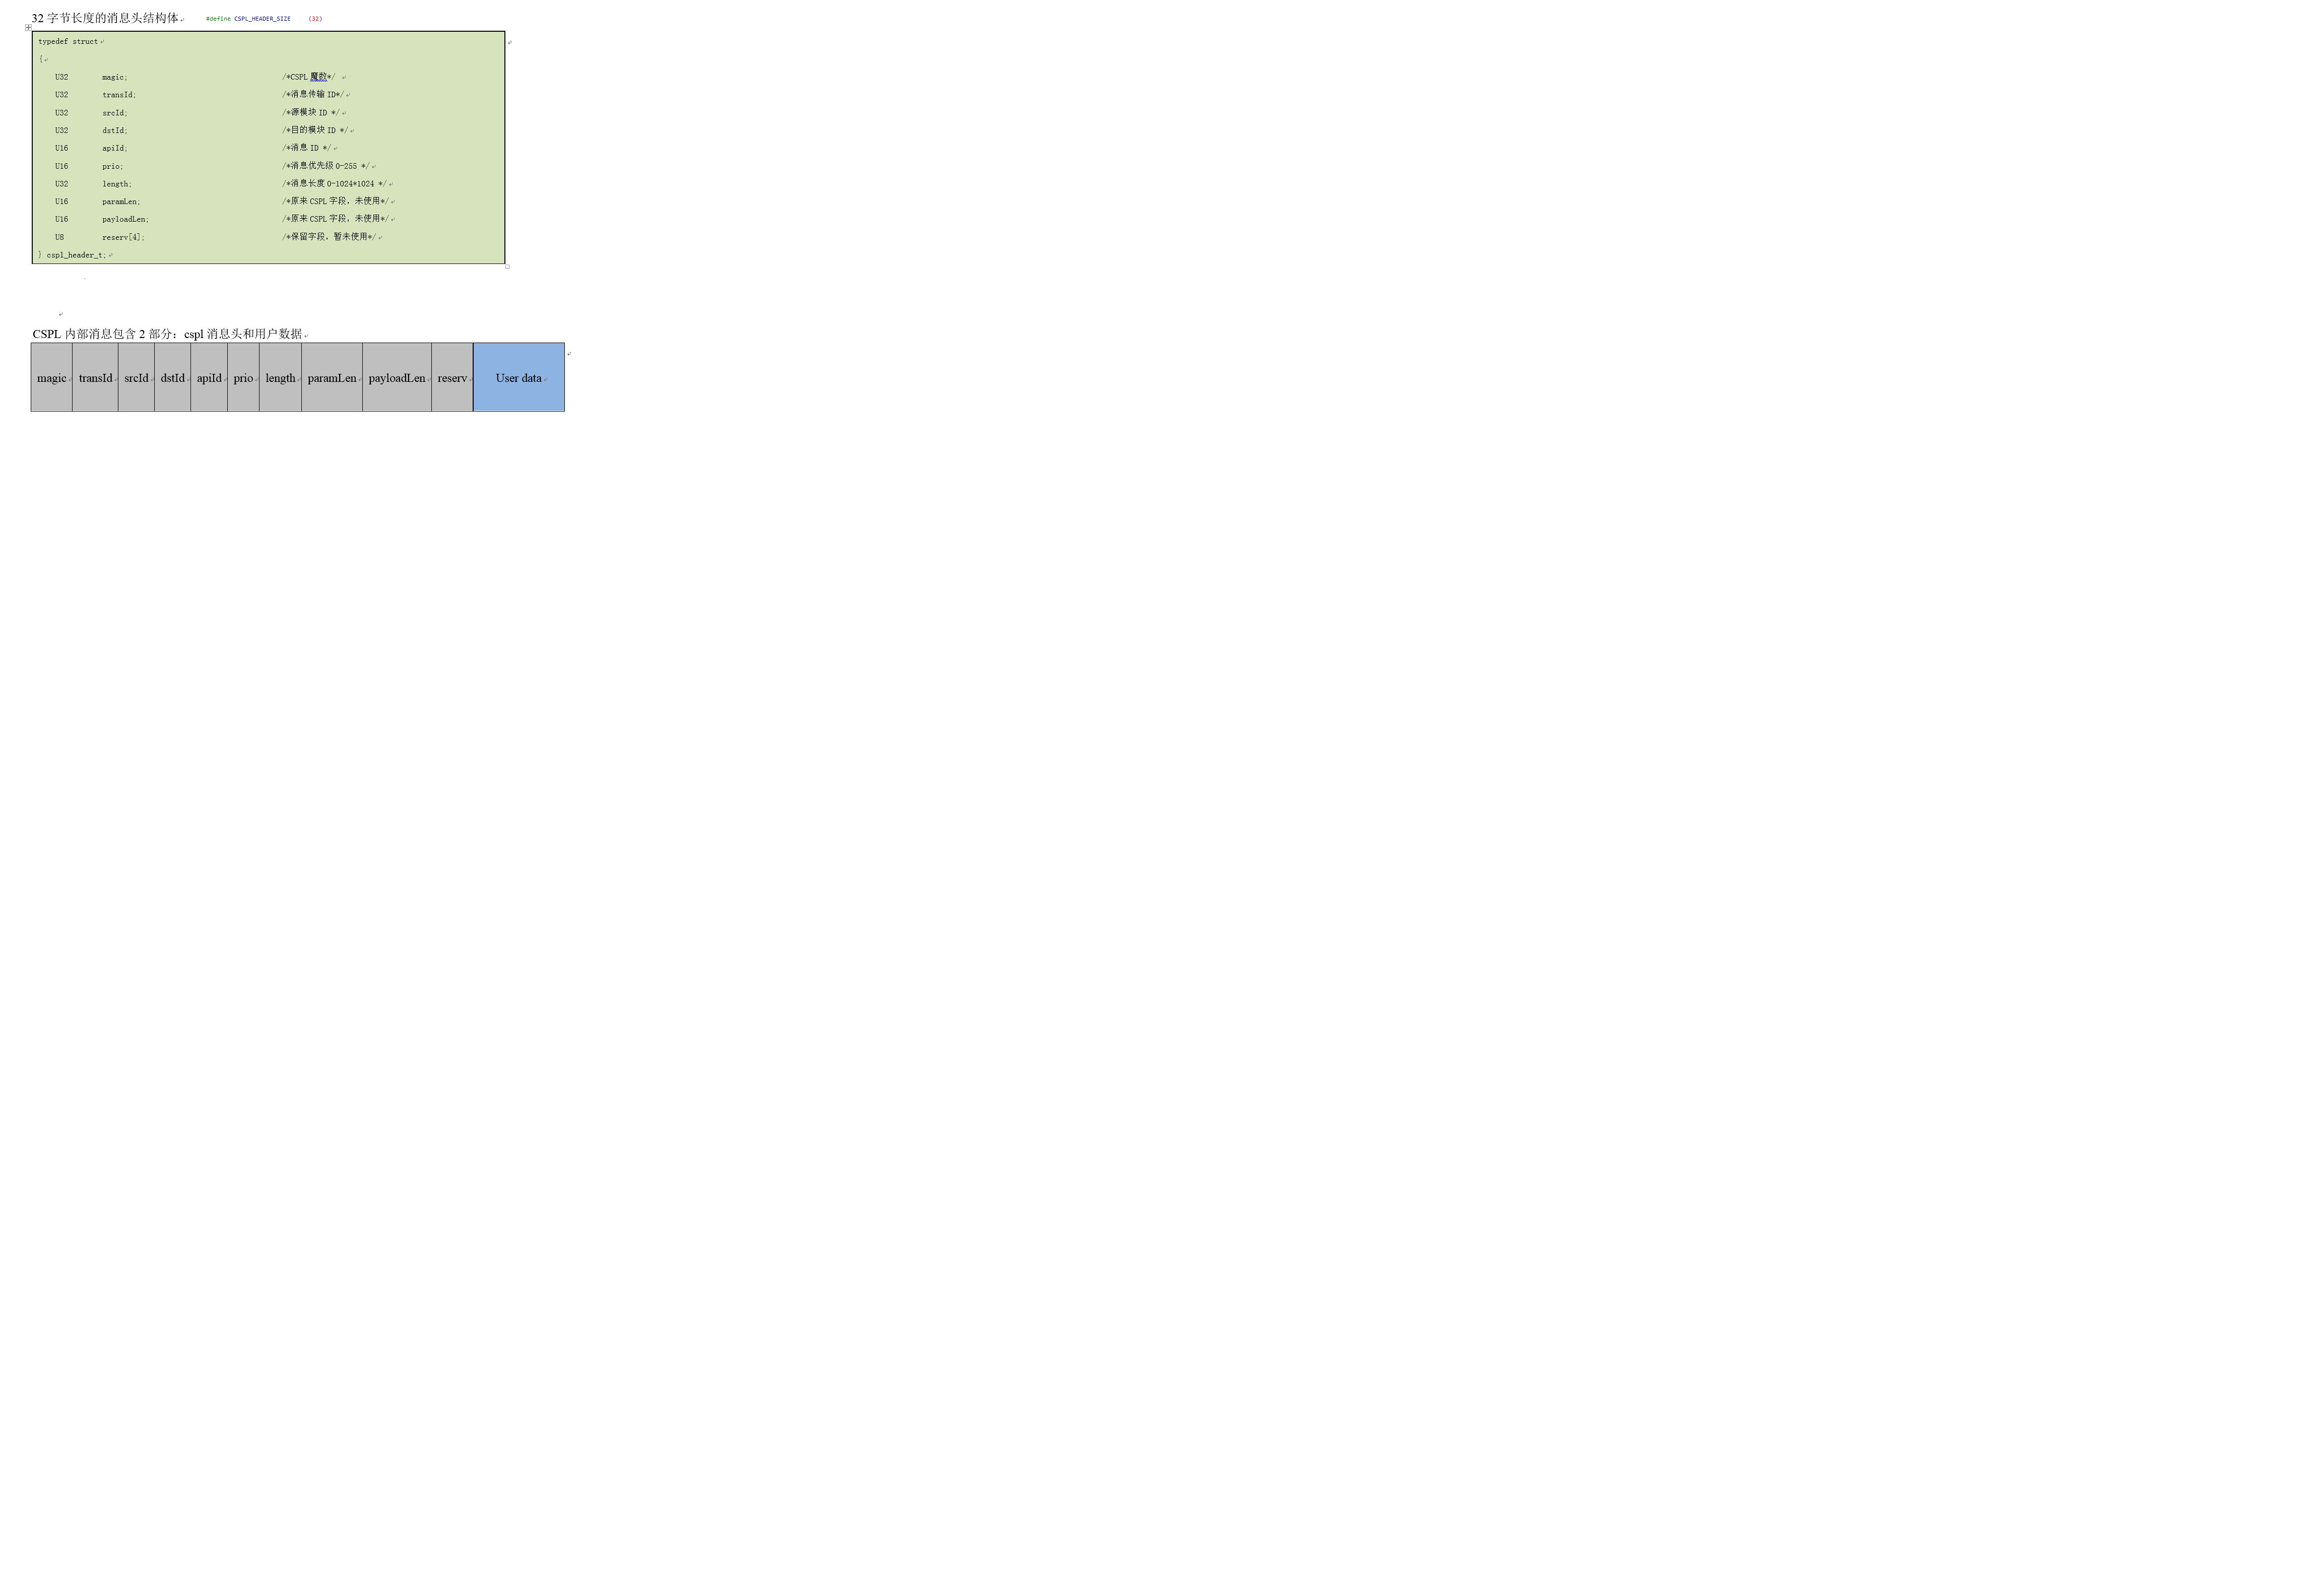 32 字节长度的消息头结构体 #define CSPL_HEADER_SIZE (32)
typedef struct
{
U32 magic; /*CSPL 魔数*/
U32 transId; /*消息传输 ID*/
U32 srcId; /*源模块 ID */
U32 dstId; /*目的模块 ID */
U16 apiId; /*消息 ID */
U16 prio; /*消息优先级 0-255 */
U32 length; /*消息长度 0-1024*1024 */
U16 paramLen; /*原来 CSPL 字段，未使用*/
U16 payloadLen; /*原来 CSPL 字段，未使用*/
U8 reserv[4]; /*保留字段，暂未使用*/
} cspl_header_t;
CSPL 内部消息包含 2 部分：cspl 消息头和用户数据
magic transId srcId dstId apiId prio length paramLen payloadLen reserv User data